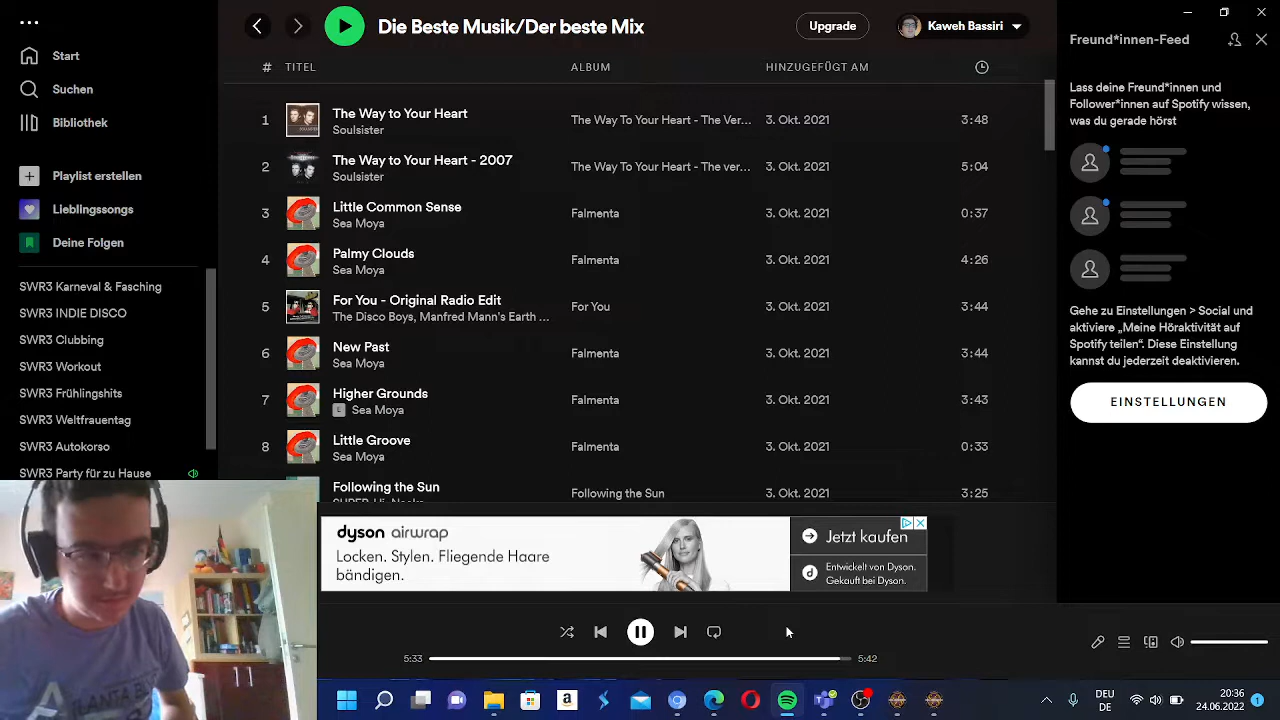 Die Beste Musik/Der beste Mix
Upgrade
Kaweh Bassiri
Start
Suchen
Bibliothek
Playlist erstellen
Lieblingssongs
Deine Folgen
SWR3 Karneval & Fasching
SWR3 INDIE DISCO
SWR3 Clubbing
SWR3 Workout
SWR3 Frühlingshits
SWR3 Weltfrauentag
SWR3 Autokorso
SWR3 Party für zu Hause
# TITEL ALBUM HINZUGEFÜGT AM
1 The Way to Your Heart The Way To Your Heart - The Ver... 3. Okt. 2021 3:48
Soulsister
2 The Way to Your Heart - 2007 The Way To Your Heart - The ver... 3. Okt. 2021 5:04
Soulsister
3 Little Common Sense Falmenta 3. Okt. 2021 0:37
Sea Moya
4 Palmy Clouds Falmenta 3. Okt. 2021 4:26
Sea Moya
5 For You - Original Radio Edit For You 3. Okt. 2021 3:44
The Disco Boys, Manfred Mann's Earth ...
6 New Past Falmenta 3. Okt. 2021 3:44
Sea Moya
7 Higher Grounds Falmenta 3. Okt. 2021 3:43
L Sea Moya
8 Little Groove Falmenta 3. Okt. 2021 0:33
Sea Moya
Following the Sun Following the Sun 3. Okt. 2021 3:25
Freund*innen-Feed
Lass deine Freund*innen und
Follower*innen auf Spotify wissen,
was du gerade hörst
Gehe zu Einstellungen > Social und
aktiviere „Meine Höraktivität auf
Spotify teilen“. Diese Einstellung
kannst du jederzeit deaktivieren.
EINSTELLUNGEN
dyson airwrap
Locken. Stylen. Fliegende Haare
bändigen.
Jetzt kaufen
Entwickelt von Dyson.
Gekauft bei Dyson.
5:33
5:42
DEU
DE
20:36
24.06.2022
1